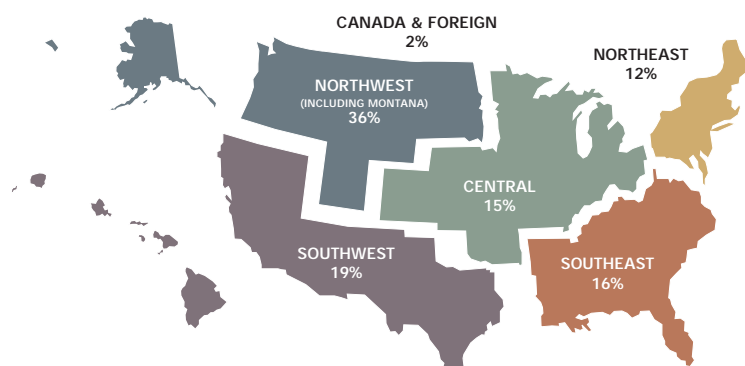 CANADA & FOREIGN
2%
NORTHEAST
12%
NORTHWEST
(INCLUDING MONTANA)
36%
CENTRAL
15%
SOUTHWEST
19%
SOUTHEAST
16%